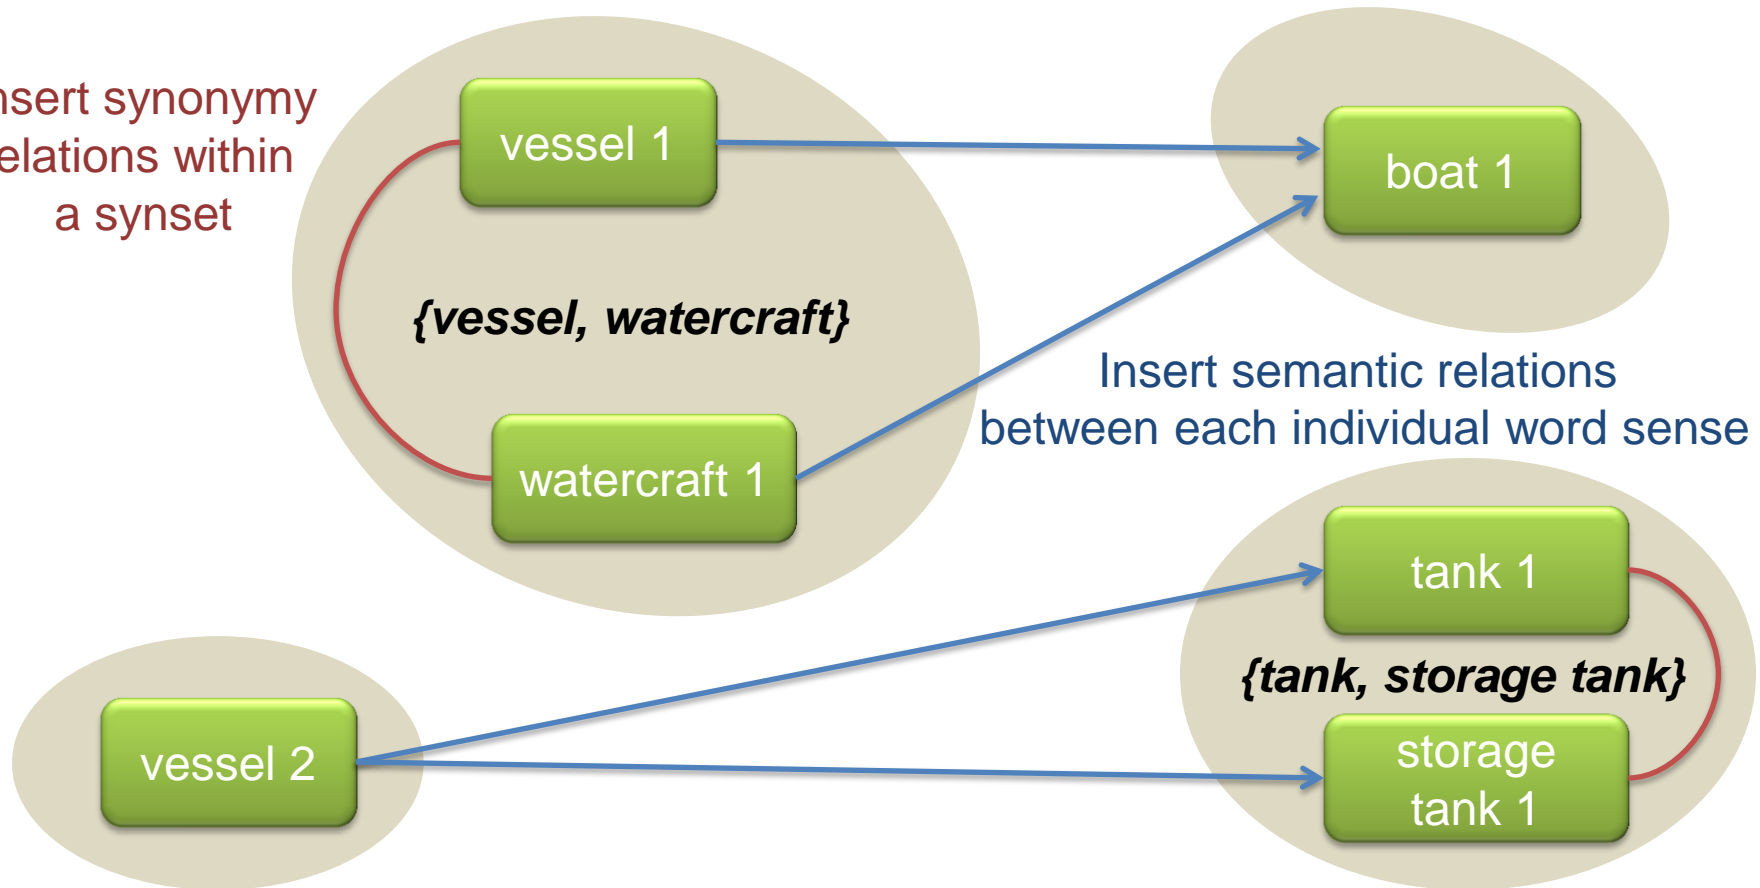 nsert synonymy
elations within
a synset
vessel 1
boat 1
{vessel, watercraft}
Insert semantic relations
between each individual word sense
watercraft 1
tank 1
{tank, storage tank}
vessel 2
storage
tank 1